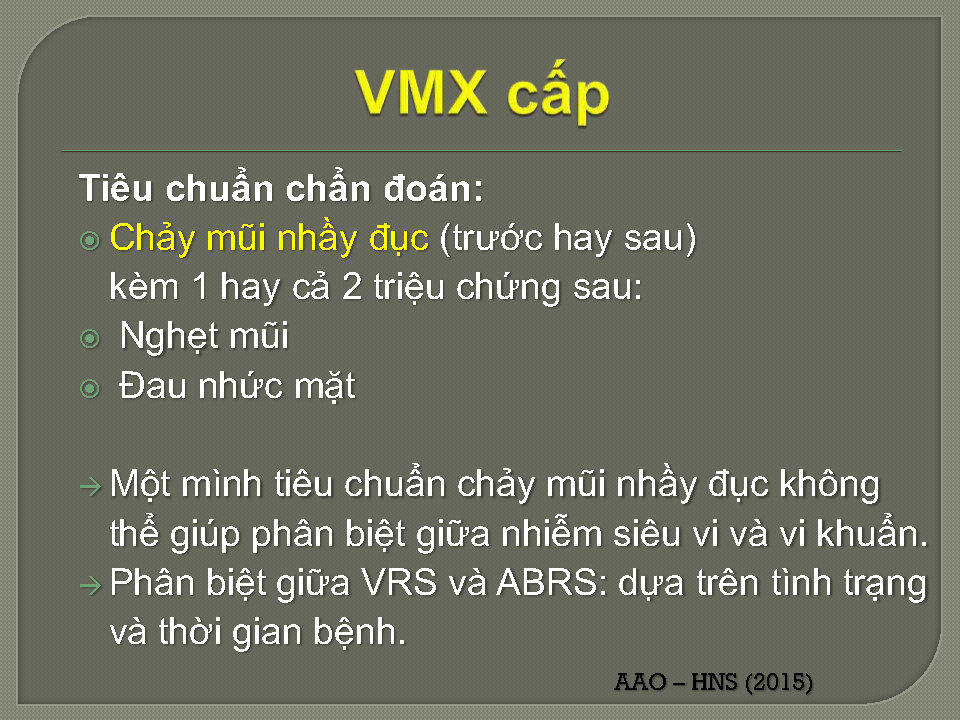 VMX cấp
Tiêu chuẩn chẩn đoán:
Chảy mũi nhầy đục (trước hay sau)
kèm 1 hay cả 2 triệu chứng sau:
Nghẹt mũi
Đau nhức mặt
→ Một mình tiêu chuẩn chảy mũi nhầy đục không
thể giúp phân biệt giữa nhiễm siêu vi và vi khuẩn.
→ Phân biệt giữa VRS và ABRS: dựa trên tình trạng
và thời gian bệnh.
AAO – HNS (2015)